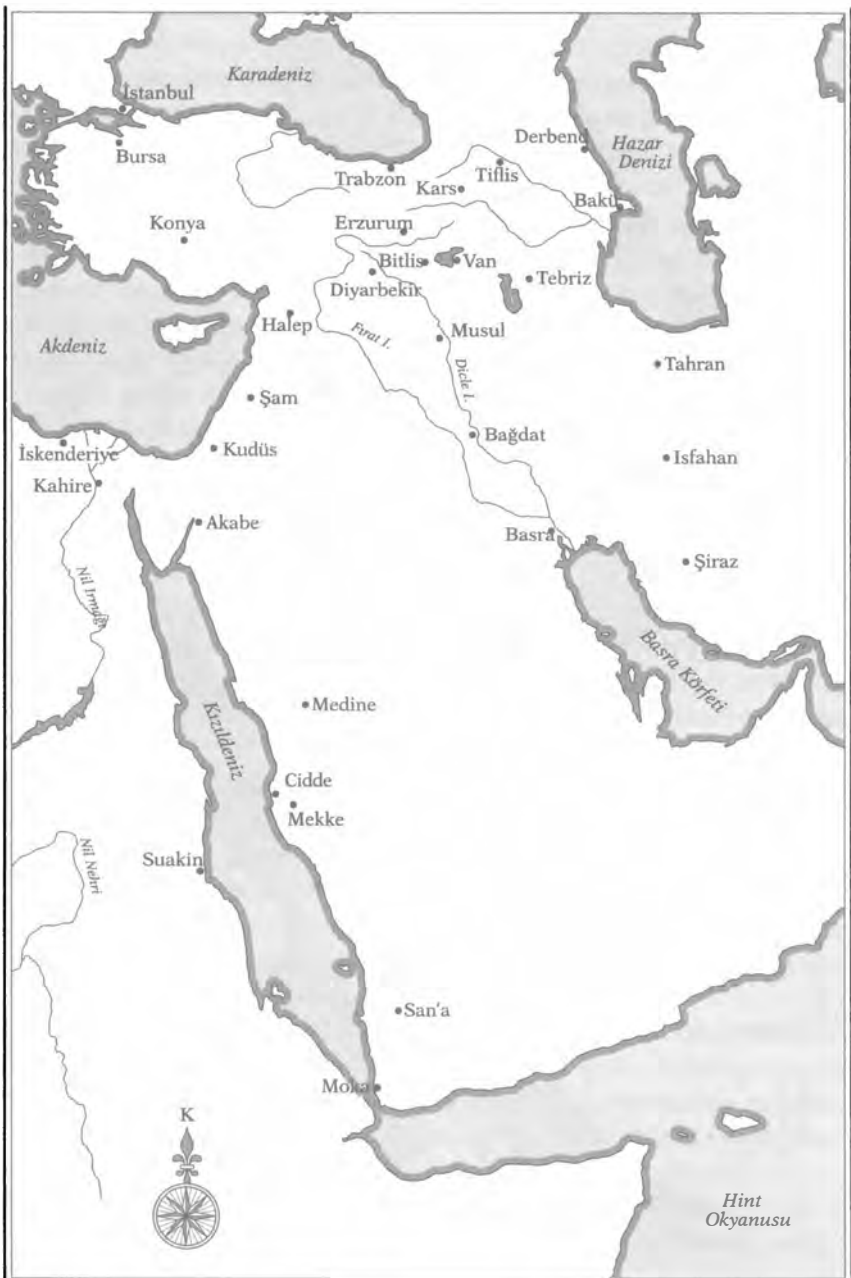 Karadeniz
İstanbul
Bursa
Trabzon
Kars
Tiflis
Derbend
Hazar
Denizi
Bakü
Konya
Erzurum
Bitlis
Van
Tebriz
Diyarbekir
Halep
Fırat I.
Musul
Akdeniz
Dicle I.
Tahran
Şam
Bağdat
İskenderiye
Kudüs
Isfahan
Kahire
Akabe
Basra
Şiraz
Nil Irmağı
Basra Körfeti
Medine
Kızıldeniz
Cidde
Mekke
Nil Nehri
Suakin
San'a
Moka
K
Hint
Okyanusu